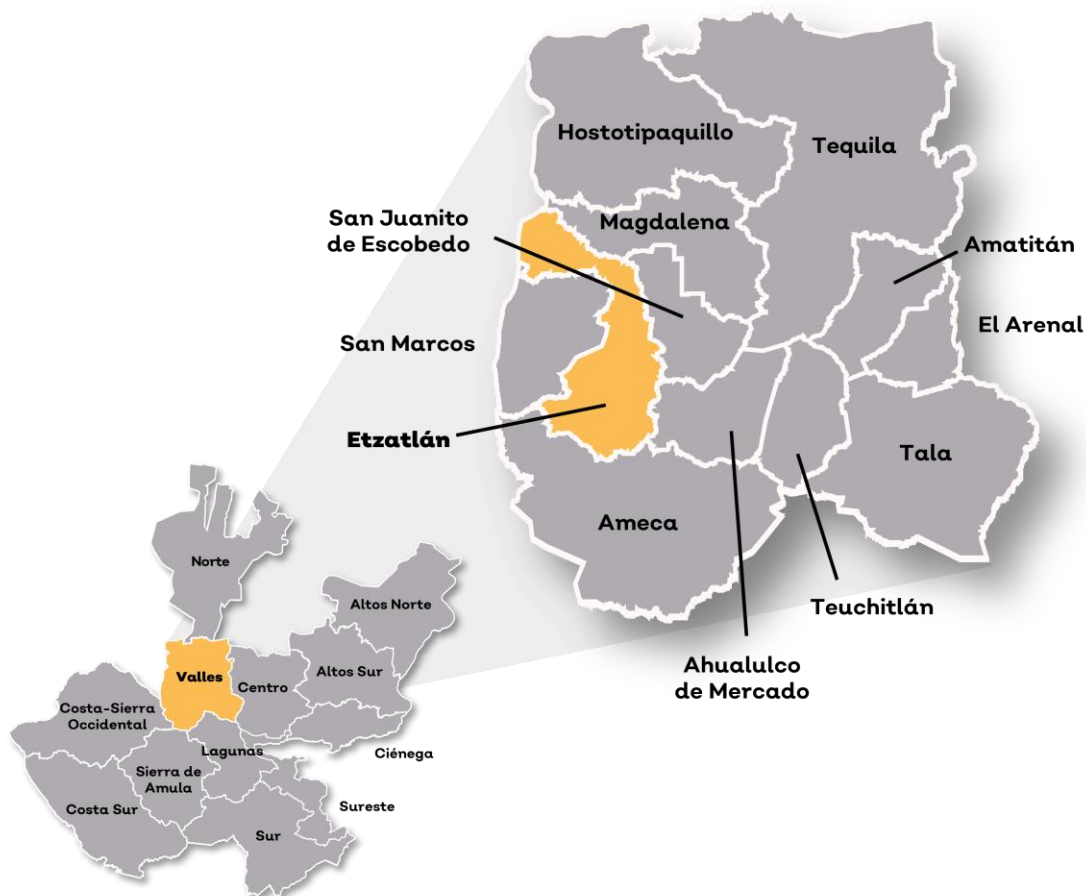 Hostotipaquillo
Tequila
San Juanito
de Escobedo
Magdalena
Amatitán
El Arenal
San Marcos
Etzatlán
Tala
Ameca
Teuchitlán
Ahualulco
de Mercado
Norte
Altos Norte
Valles
Altos Sur
Centro
Costa-Sierra
Occidental
Lagunas
Ciénega
Sierra de
Amula
Costa Sur
Sureste
Sur